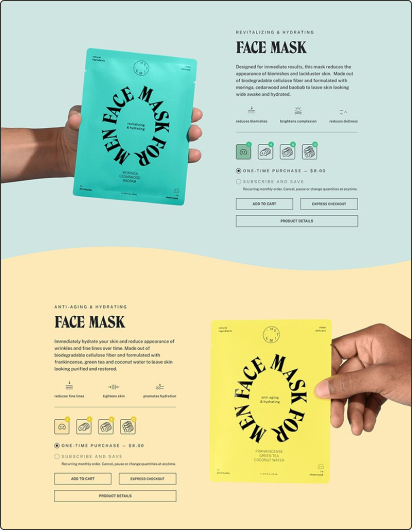 REVITALIZING & HYDRATING
FACE MASK
Designed for immediate results, this mask reduces the
appearance of blemishes and lackluster skin. Made out
of biodegradable cellulose fiber and formulated with
moringa, cedarwood and baobab to leave skin looking
wide awake and hydrated.
reduces blemishes
brightens complexion
reduces dullness
ONE-TIME PURCHASE — $8.00
SUBSCRIBE AND SAVE
Recurring monthly order. Cancel, pause or change quantities at anytime.
ADD TO CART
EXPRESS CHECKOUT
PRODUCT DETAILS
FACE MASK FOR MEN
revitalizing
& hydrating
MORINGA
CEDARWOOD
BAOBAB
ANTI-AGING & HYDRATING
FACE MASK
Immediately hydrate your skin and reduce appearance of
wrinkles and fine lines over time. Made out of
biodegradable cellulose fiber and formulated with
frankincense, green tea and coconut water to leave skin
looking purified and restored.
reduces fine lines
tightens skin
promotes hydration
ONE-TIME PURCHASE — $8.00
SUBSCRIBE AND SAVE
Recurring monthly order. Cancel, pause or change quantities at anytime.
ADD TO CART
EXPRESS CHECKOUT
PRODUCT DETAILS
FACE MASK FOR MEN
anti-aging
& hydrating
FRANKINCENSE
GREEN TEA
COCONUT WATER